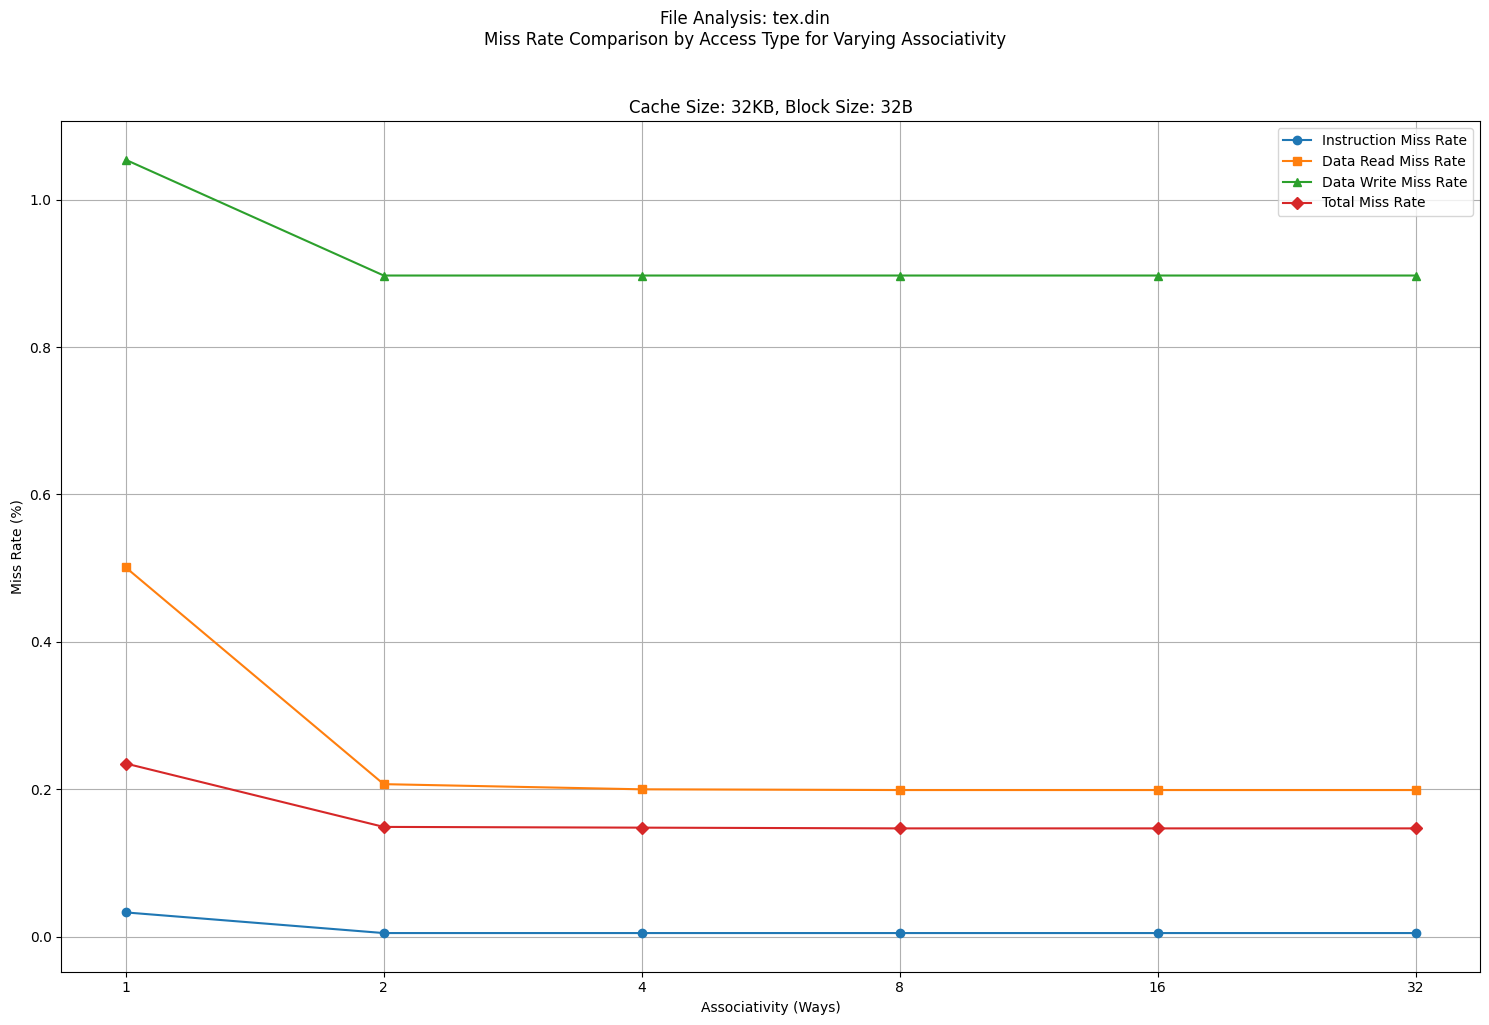 File Analysis: tex.din
Miss Rate Comparison by Access Type for Varying Associativity
Cache Size: 32KB, Block Size: 32B
Instruction Miss Rate
Data Read Miss Rate
Data Write Miss Rate
Total Miss Rate
Miss Rate (%)
1.0
0.8
0.6
0.4
0.2
0.0
1 2 4 8 16 32
Associativity (Ways)